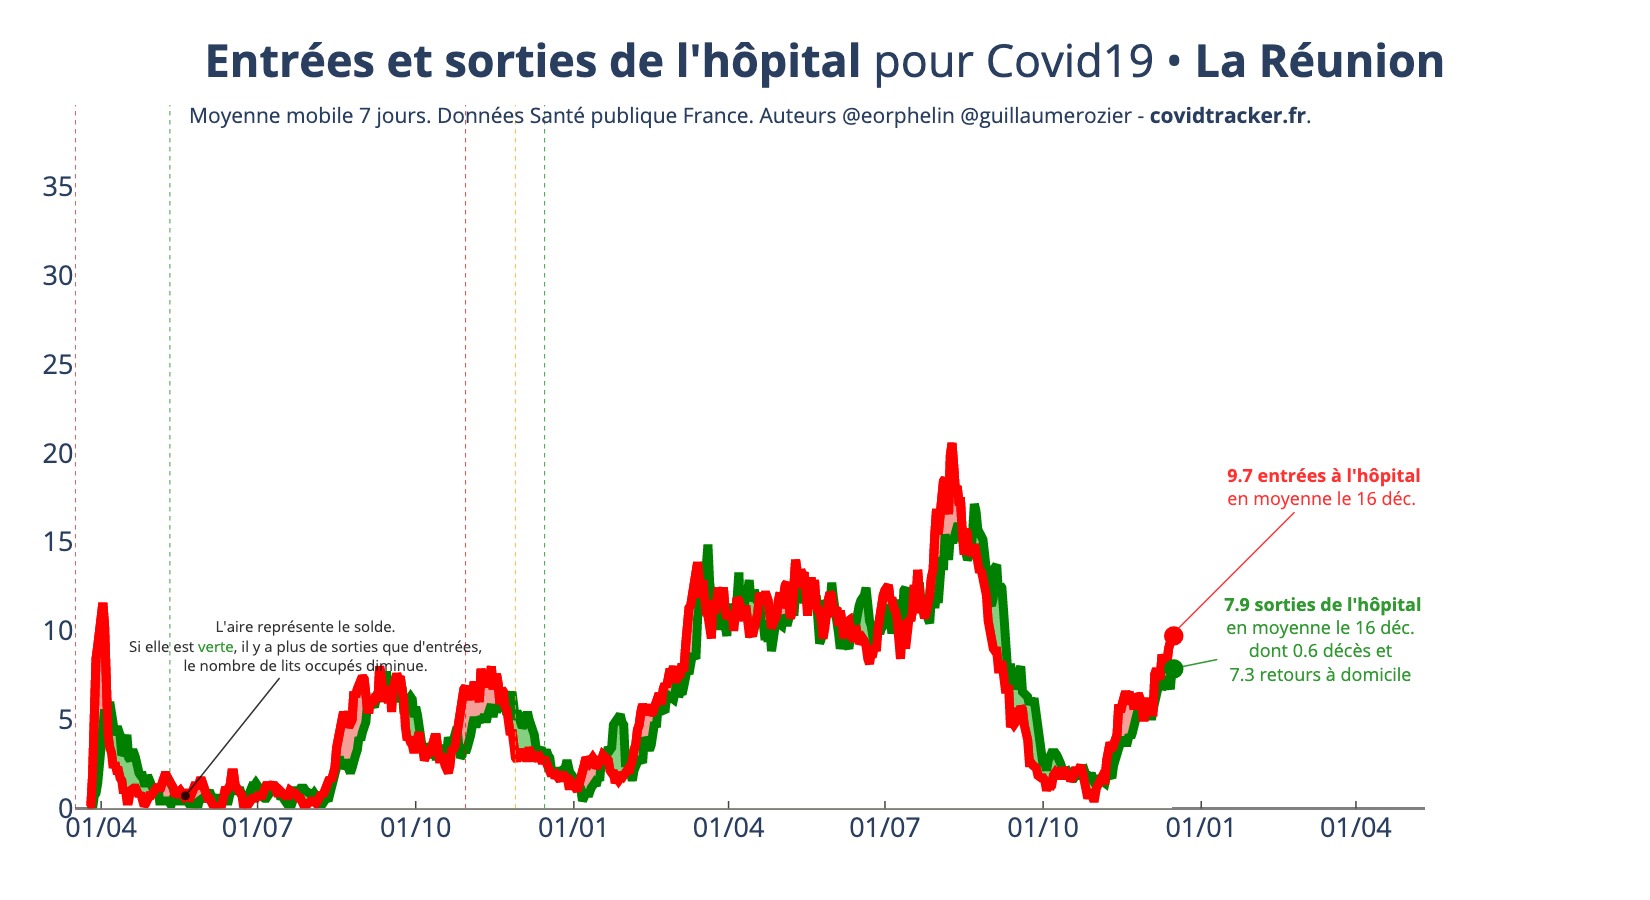 Entrées et sorties de l'hôpital pour Covid19 • La Réunion
Moyenne mobile 7 jours. Données Santé publique France. Auteurs @eorphelin @guillaumerozier - covidtracker.fr.
35
30
25
20
15
10
5
0
L'aire représente le solde.
Si elle est verte, il y a plus de sorties que d'entrées,
le nombre de lits occupés diminue.
9.7 entrées à l'hôpital
en moyenne le 16 déc.
7.9 sorties de l'hôpital
en moyenne le 16 déc.
dont 0.6 décès et
7.3 retours à domicile
01/04 01/07 01/10 01/01 01/04 01/07 01/10 01/01 01/04